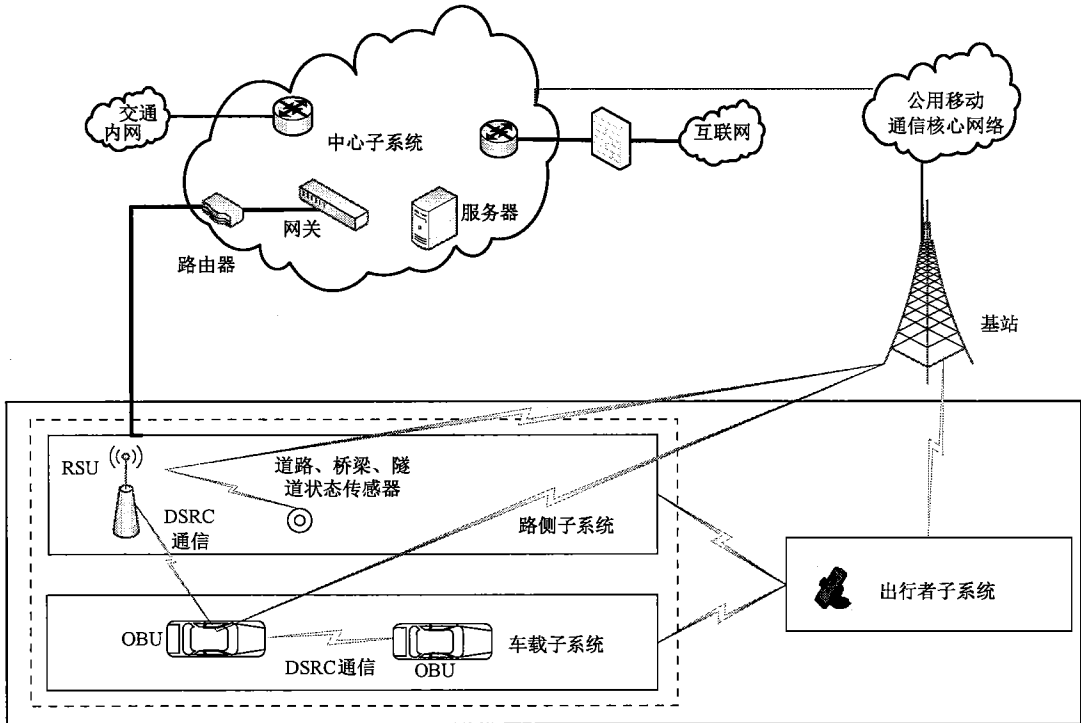 交通
内网
中心子系统
互联网
公用移动
通信核心网络
网关
服务器
路由器
基站
RSU
道路、桥梁、隧
道状态传感器
DSRC
通信
路侧子系统
出行者子系统
OBU
DSRC通信
OBU
车载子系统